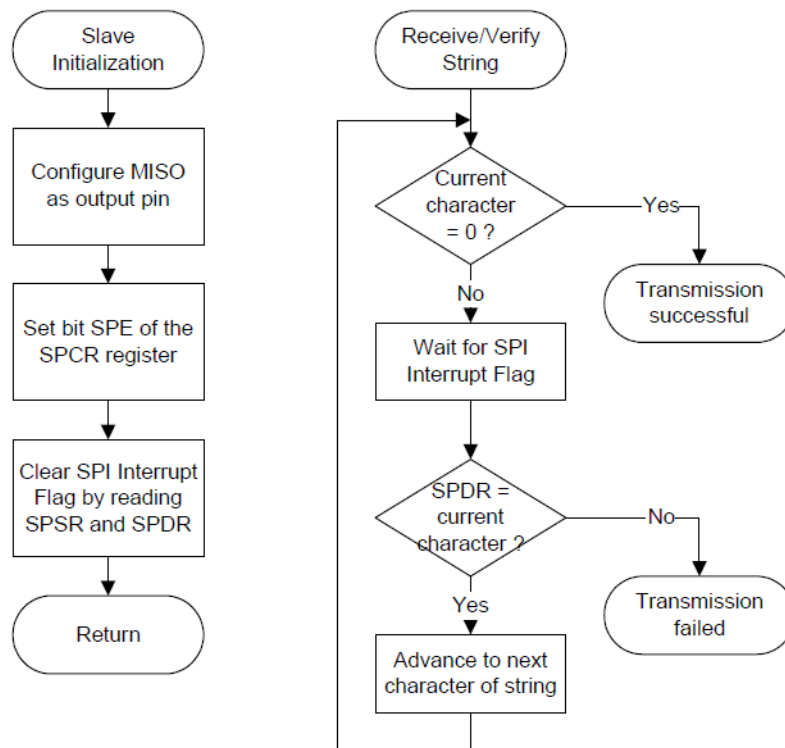 Slave
Initialization
Configure MISO
as output pin
Set bit SPE of the
SPCR register
Clear SPI Interrupt
Flag by reading
SPSR and SPDR
Return
Receive/Verify
String
Current
character
= 0 ?
Yes
Transmission
successful
No
Wait for SPI
Interrupt Flag
SPDR =
current
character ?
No
Transmission
failed
Yes
Advance to next
character of string